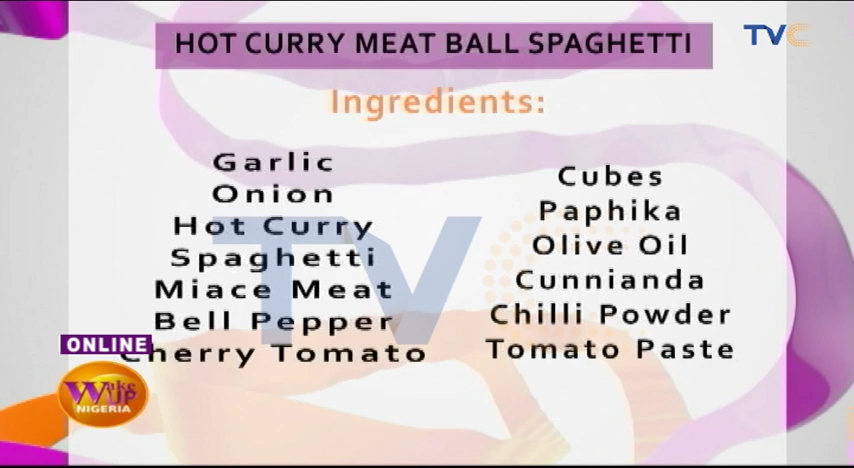 TVC
HOT CURRY MEAT BALL SPAGHETTI
Ingredients:
Garlic
Onion
Hot Curry
Spaghetti
Miace Meat
Bell Pepper
Cherry Tomato
Cubes
Paphika
Olive Oil
Cunnianda
Chilli Powder
Tomato Paste
TVC
ONLINE
Wake
UP
NIGERIA